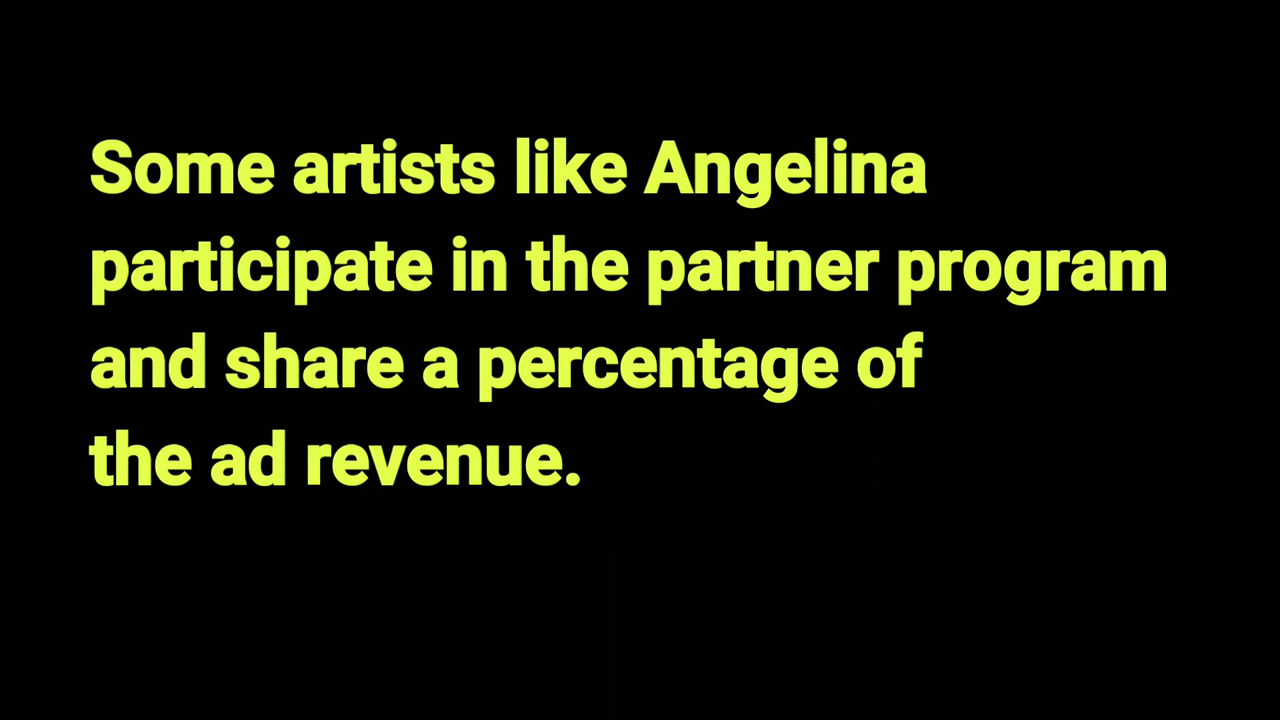 Some artists like Angelina
participate in the partner program
and share a percentage of
the ad revenue.